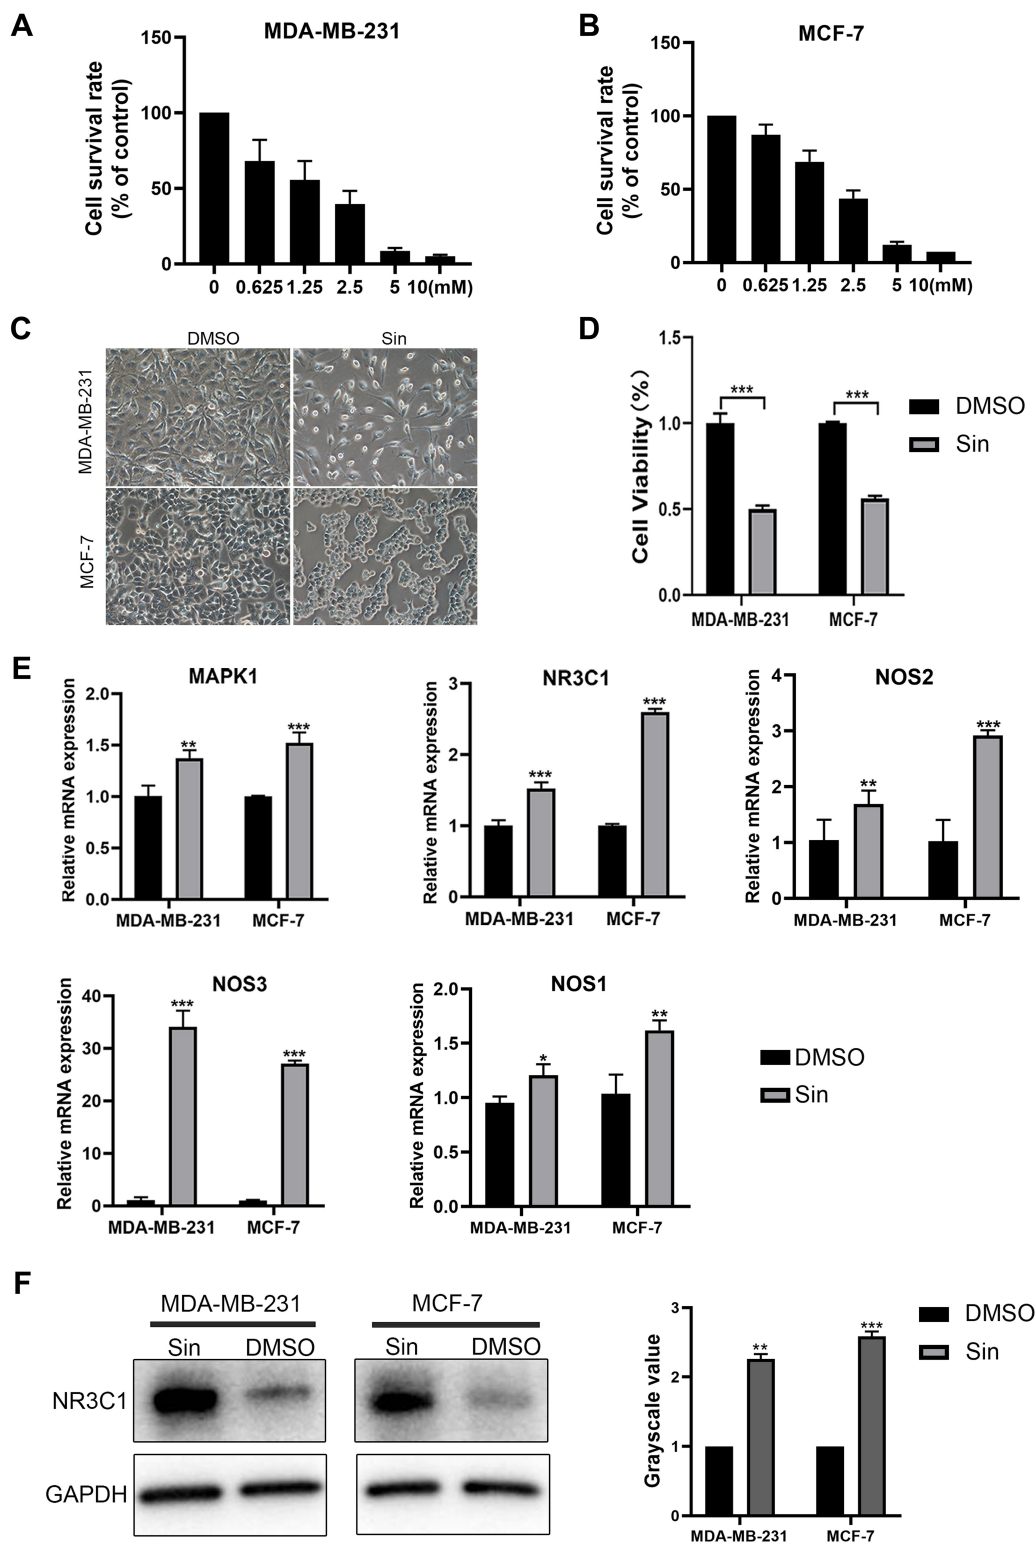 A
MDA-MB-231
Cell survival rate
(% of control)
150
100
50
0
0 0.625 1.25 2.5 5 10(mM)
B
MCF-7
Cell survival rate
(% of control)
150
100
50
0
0 0.625 1.25 2.5 5 10(mM)
C
DMSO Sin
MDA-MB-231
MCF-7
D
Cell Viability (%)
1.5
1.0
0.5
0.0
*** ***
MDA-MB-231 MCF-7
DMSO
Sin
E
MAPK1
Relative mRNA expression
2.0
1.5
1.0
0.5
0.0
** ***
MDA-MB-231 MCF-7
NR3C1
Relative mRNA expression
3
2
1
0
*** ***
MDA-MB-231 MCF-7
NOS2
Relative mRNA expression
4
3
2
1
0
** ***
MDA-MB-231 MCF-7
NOS3
Relative mRNA expression
40
30
20
10
0
*** ***
MDA-MB-231 MCF-7
NOS1
Relative mRNA expression
2.0
1.5
1.0
0.5
0.0
* **
MDA-MB-231 MCF-7
DMSO
Sin
F
MDA-MB-231 MCF-7
Sin DMSO Sin DMSO
NR3C1
GAPDH
Grayscale value
3
2
1
0
** ***
MDA-MB-231 MCF-7
DMSO
Sin